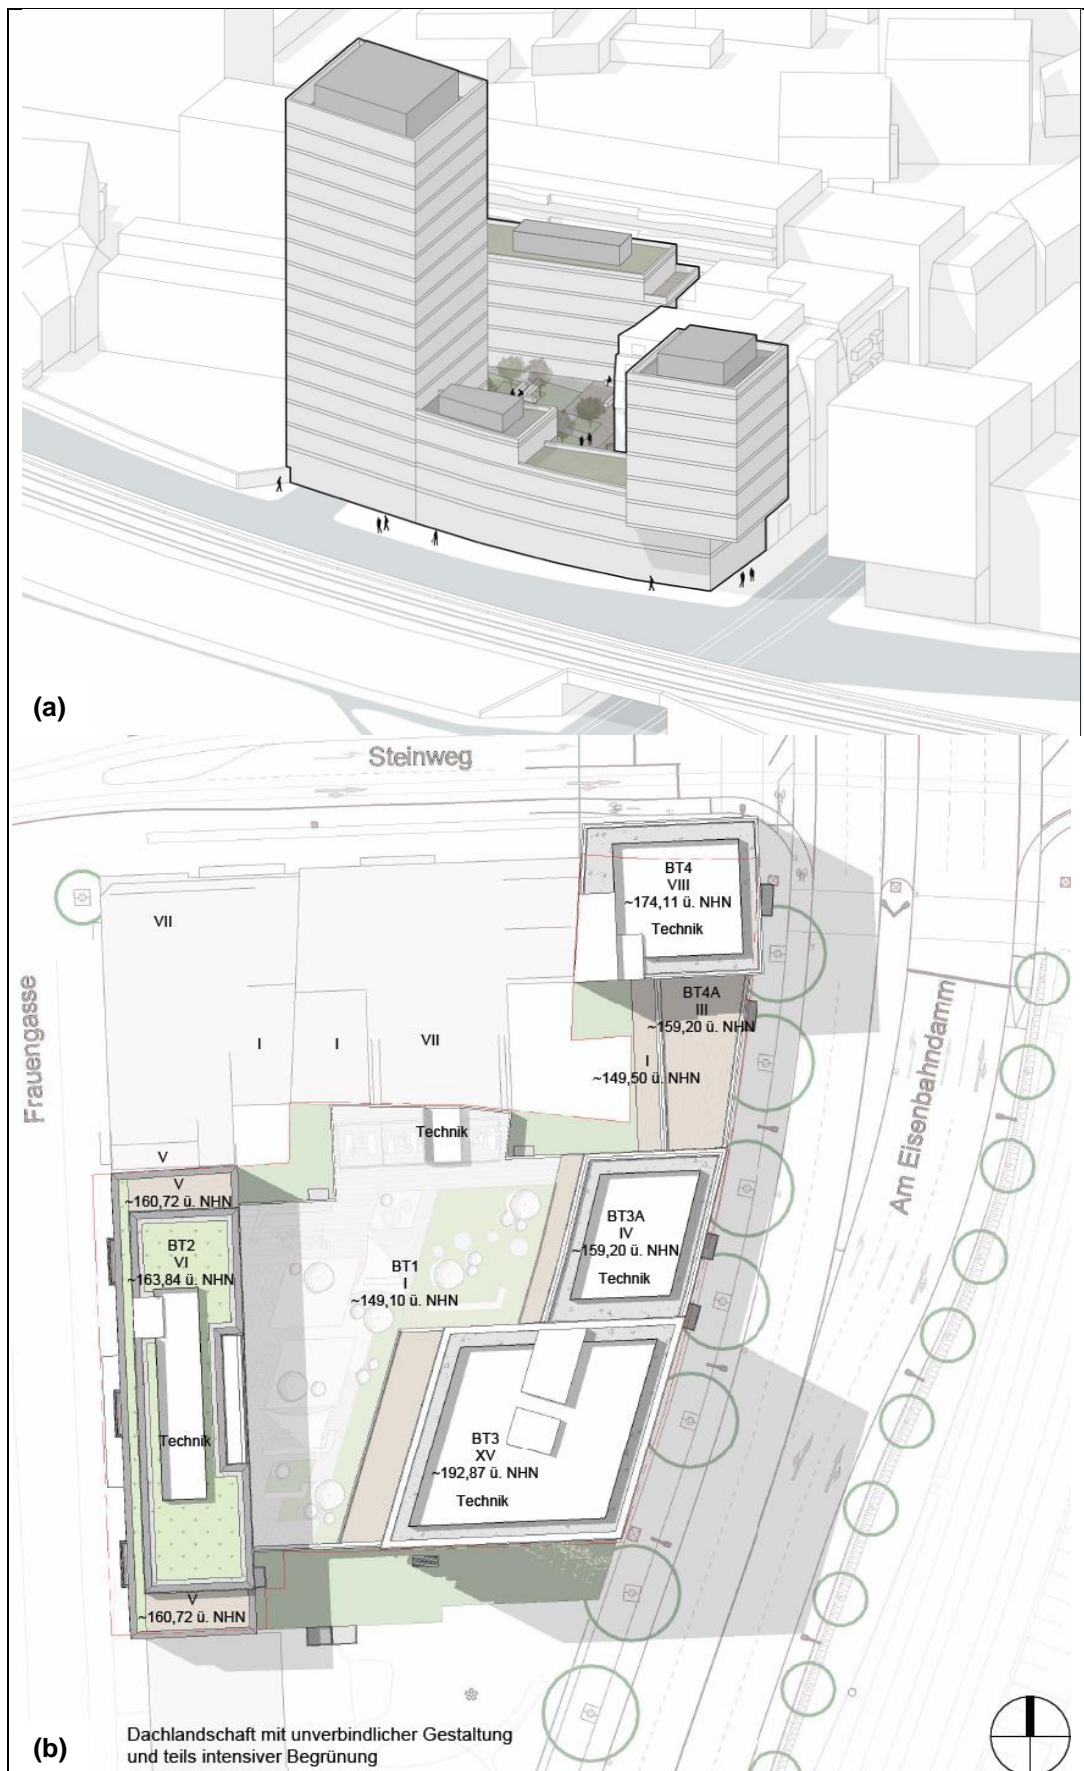 (a)
Steinweg
BT4
VIII
~174,11 ü. NHN
Technik
VII
Frauengasse
BT4A
III
~159,20 ü. NHN
Am Eisenbahndamm
I
I
VII
I
~149,50 ü. NHN
Technik
V
V
~160,72 ü. NHN
BT2
VI
~163,84 ü. NHN
BT1
I
~149,10 ü. NHN
BT3A
IV
~159,20 ü. NHN
Technik
Technik
BT3
XV
~192,87 ü. NHN
Technik
V
~160,72 ü. NHN
(b)
Dachlandschaft mit unverbindlicher Gestaltung
und teils intensiver Begrünung